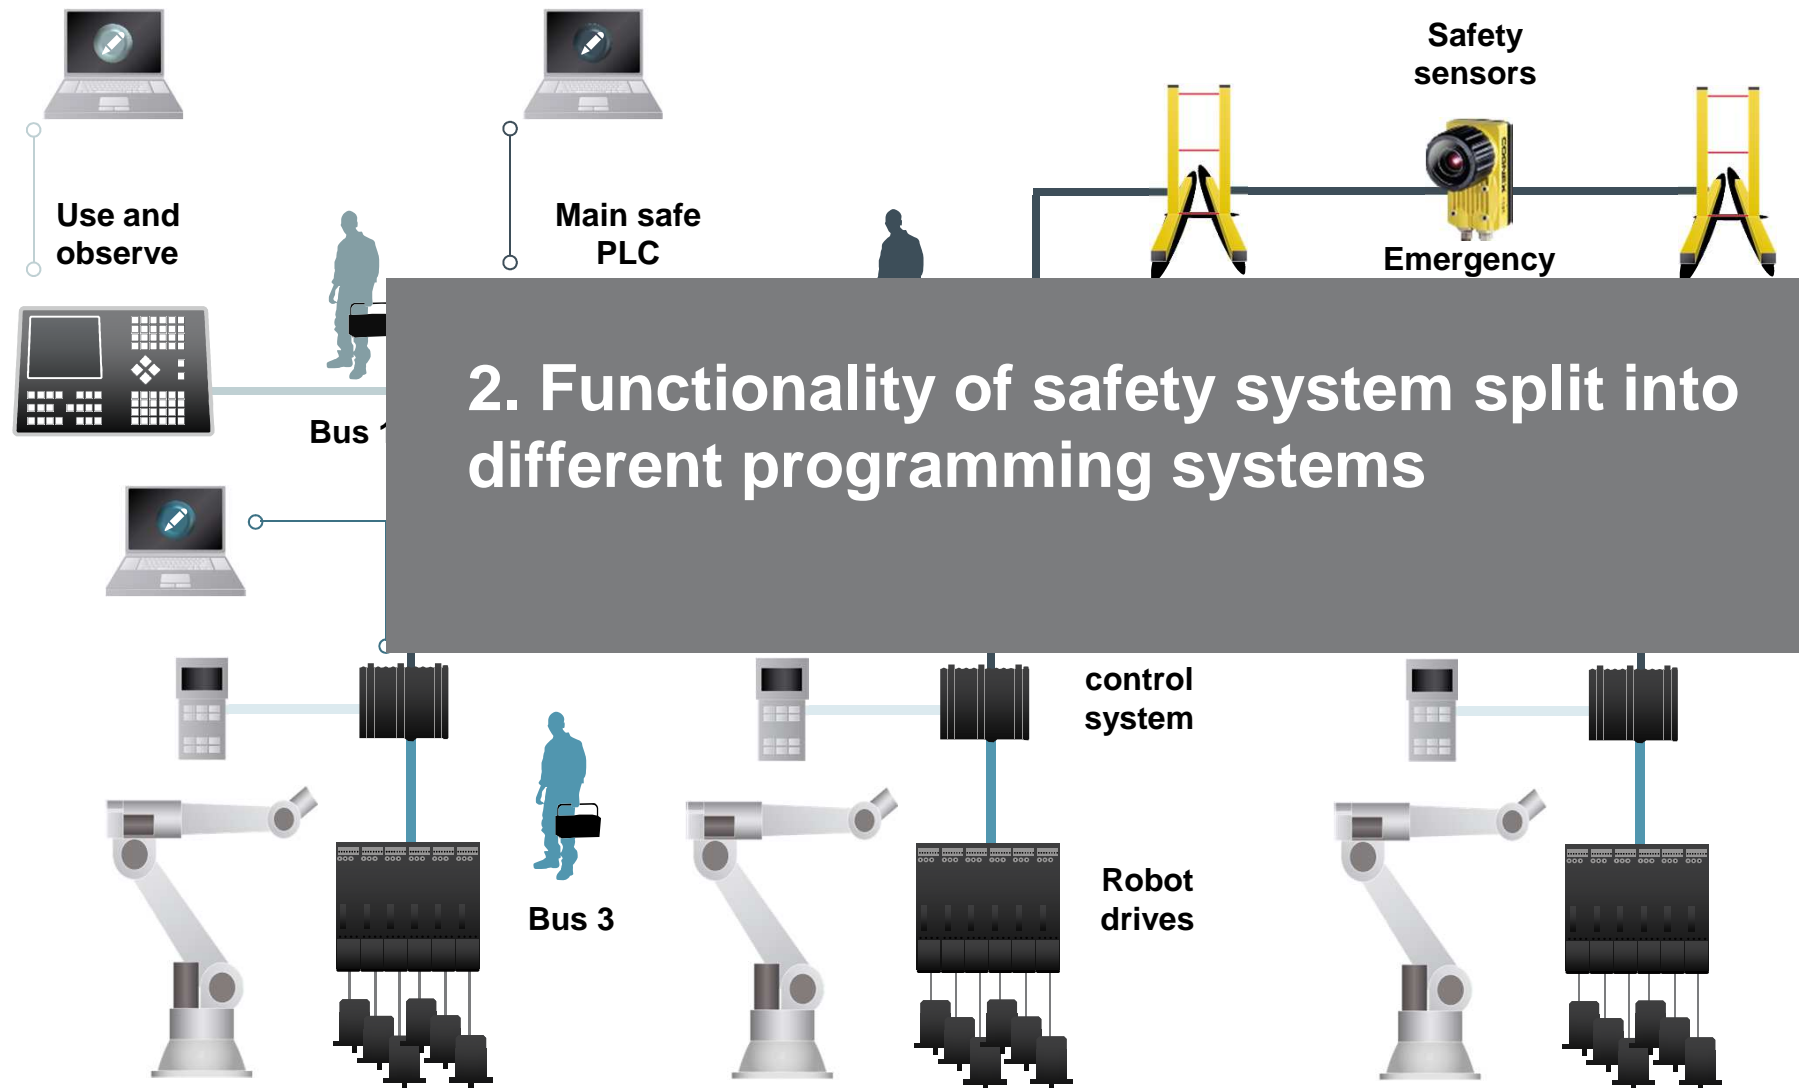 Safety
sensors
Use and
observe
Main safe
PLC
COGNEX
Emergency
2. Functionality of safety system split into
different programming systems
Bus
control
system
Robot
drives
Bus 3